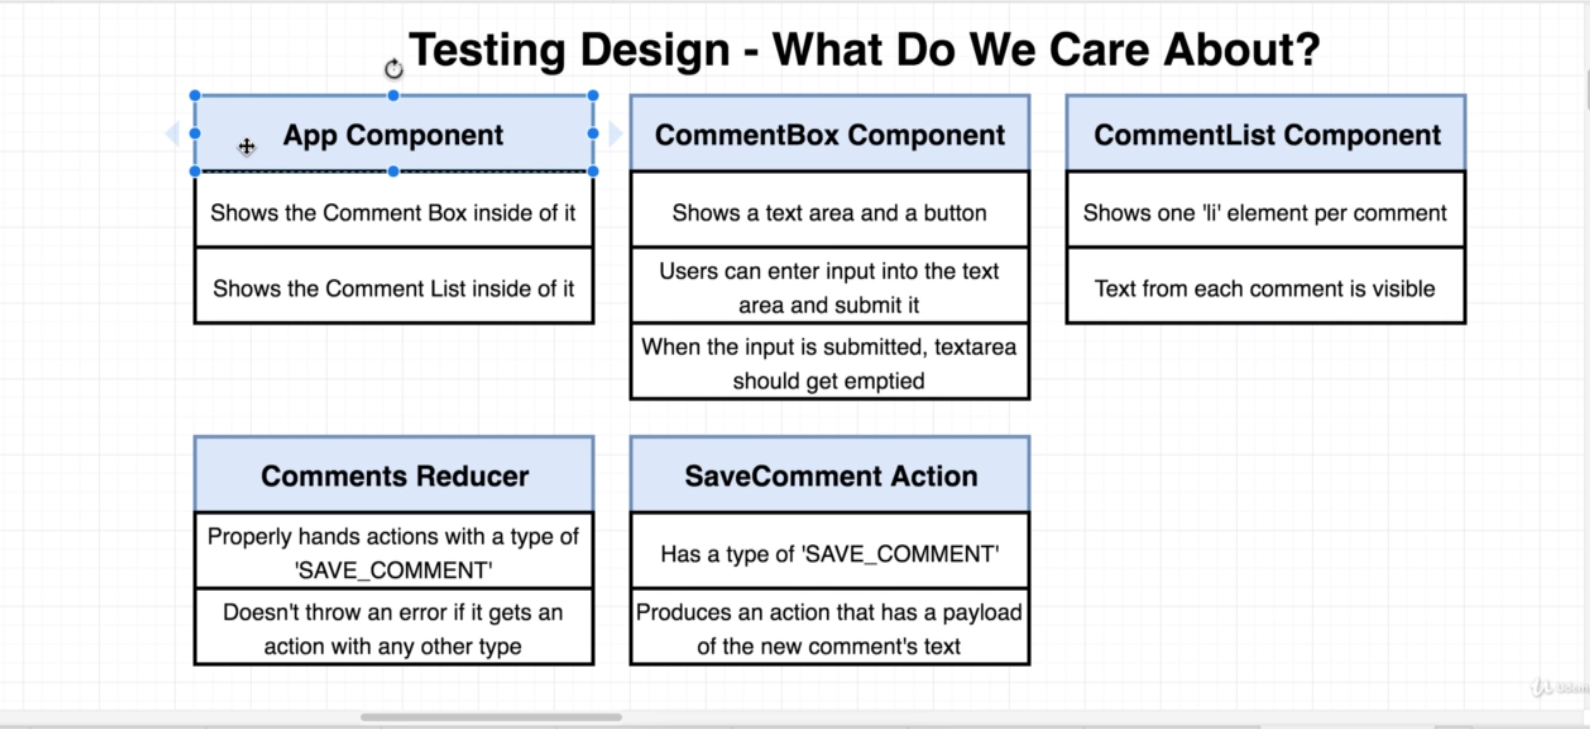 Testing Design - What Do We Care About?
App Component
Shows the Comment Box inside of it
Shows the Comment List inside of it
CommentBox Component
Shows a text area and a button
Users can enter input into the text
area and submit it
When the input is submitted, textarea
should get emptied
CommentList Component
Shows one 'li' element per comment
Text from each comment is visible
Comments Reducer
Properly hands actions with a type of
'SAVE_COMMENT'
Doesn't throw an error if it gets an
action with any other type
SaveComment Action
Has a type of 'SAVE_COMMENT'
Produces an action that has a payload
of the new comment's text